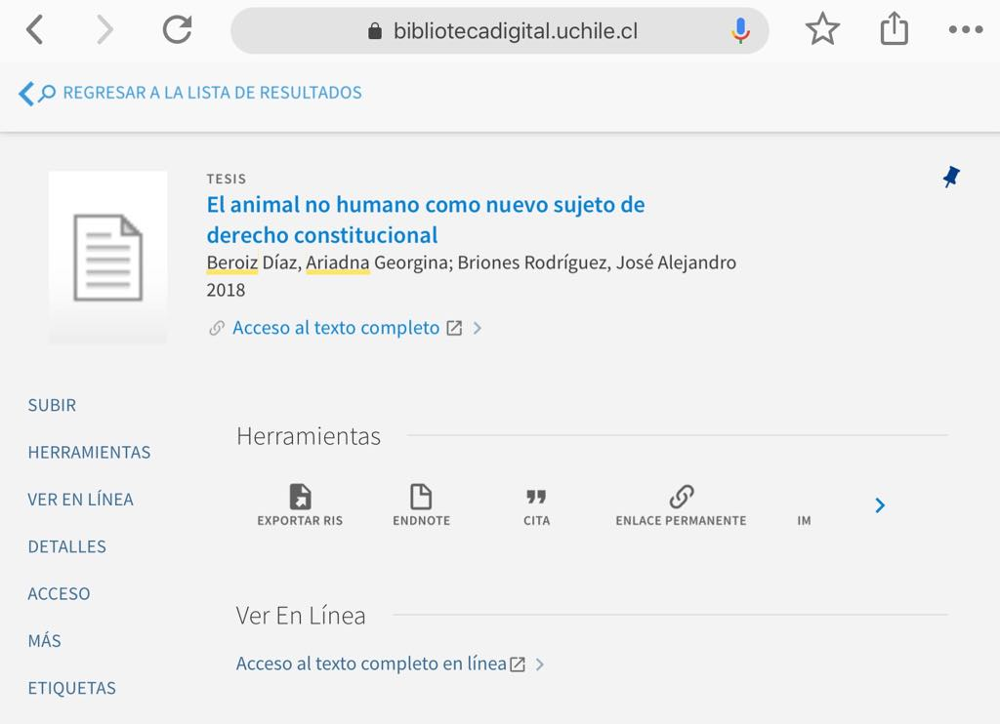 bibliotecadigital.uchile.cl
REGRESAR A LA LISTA DE RESULTADOS
TESIS
El animal no humano como nuevo sujeto de
derecho constitucional
Beroiz Díaz, Ariadna Georgina; Briones Rodríguez, José Alejandro
2018
Acceso al texto completo
SUBIR
HERRAMIENTAS
VER EN LÍNEA
DETALLES
ACCESO
MÁS
ETIQUETAS
Herramientas
EXPORTAR RIS
ENDNOTE
CITA
ENLACE PERMANENTE
IM
Ver En Línea
Acceso al texto completo en línea